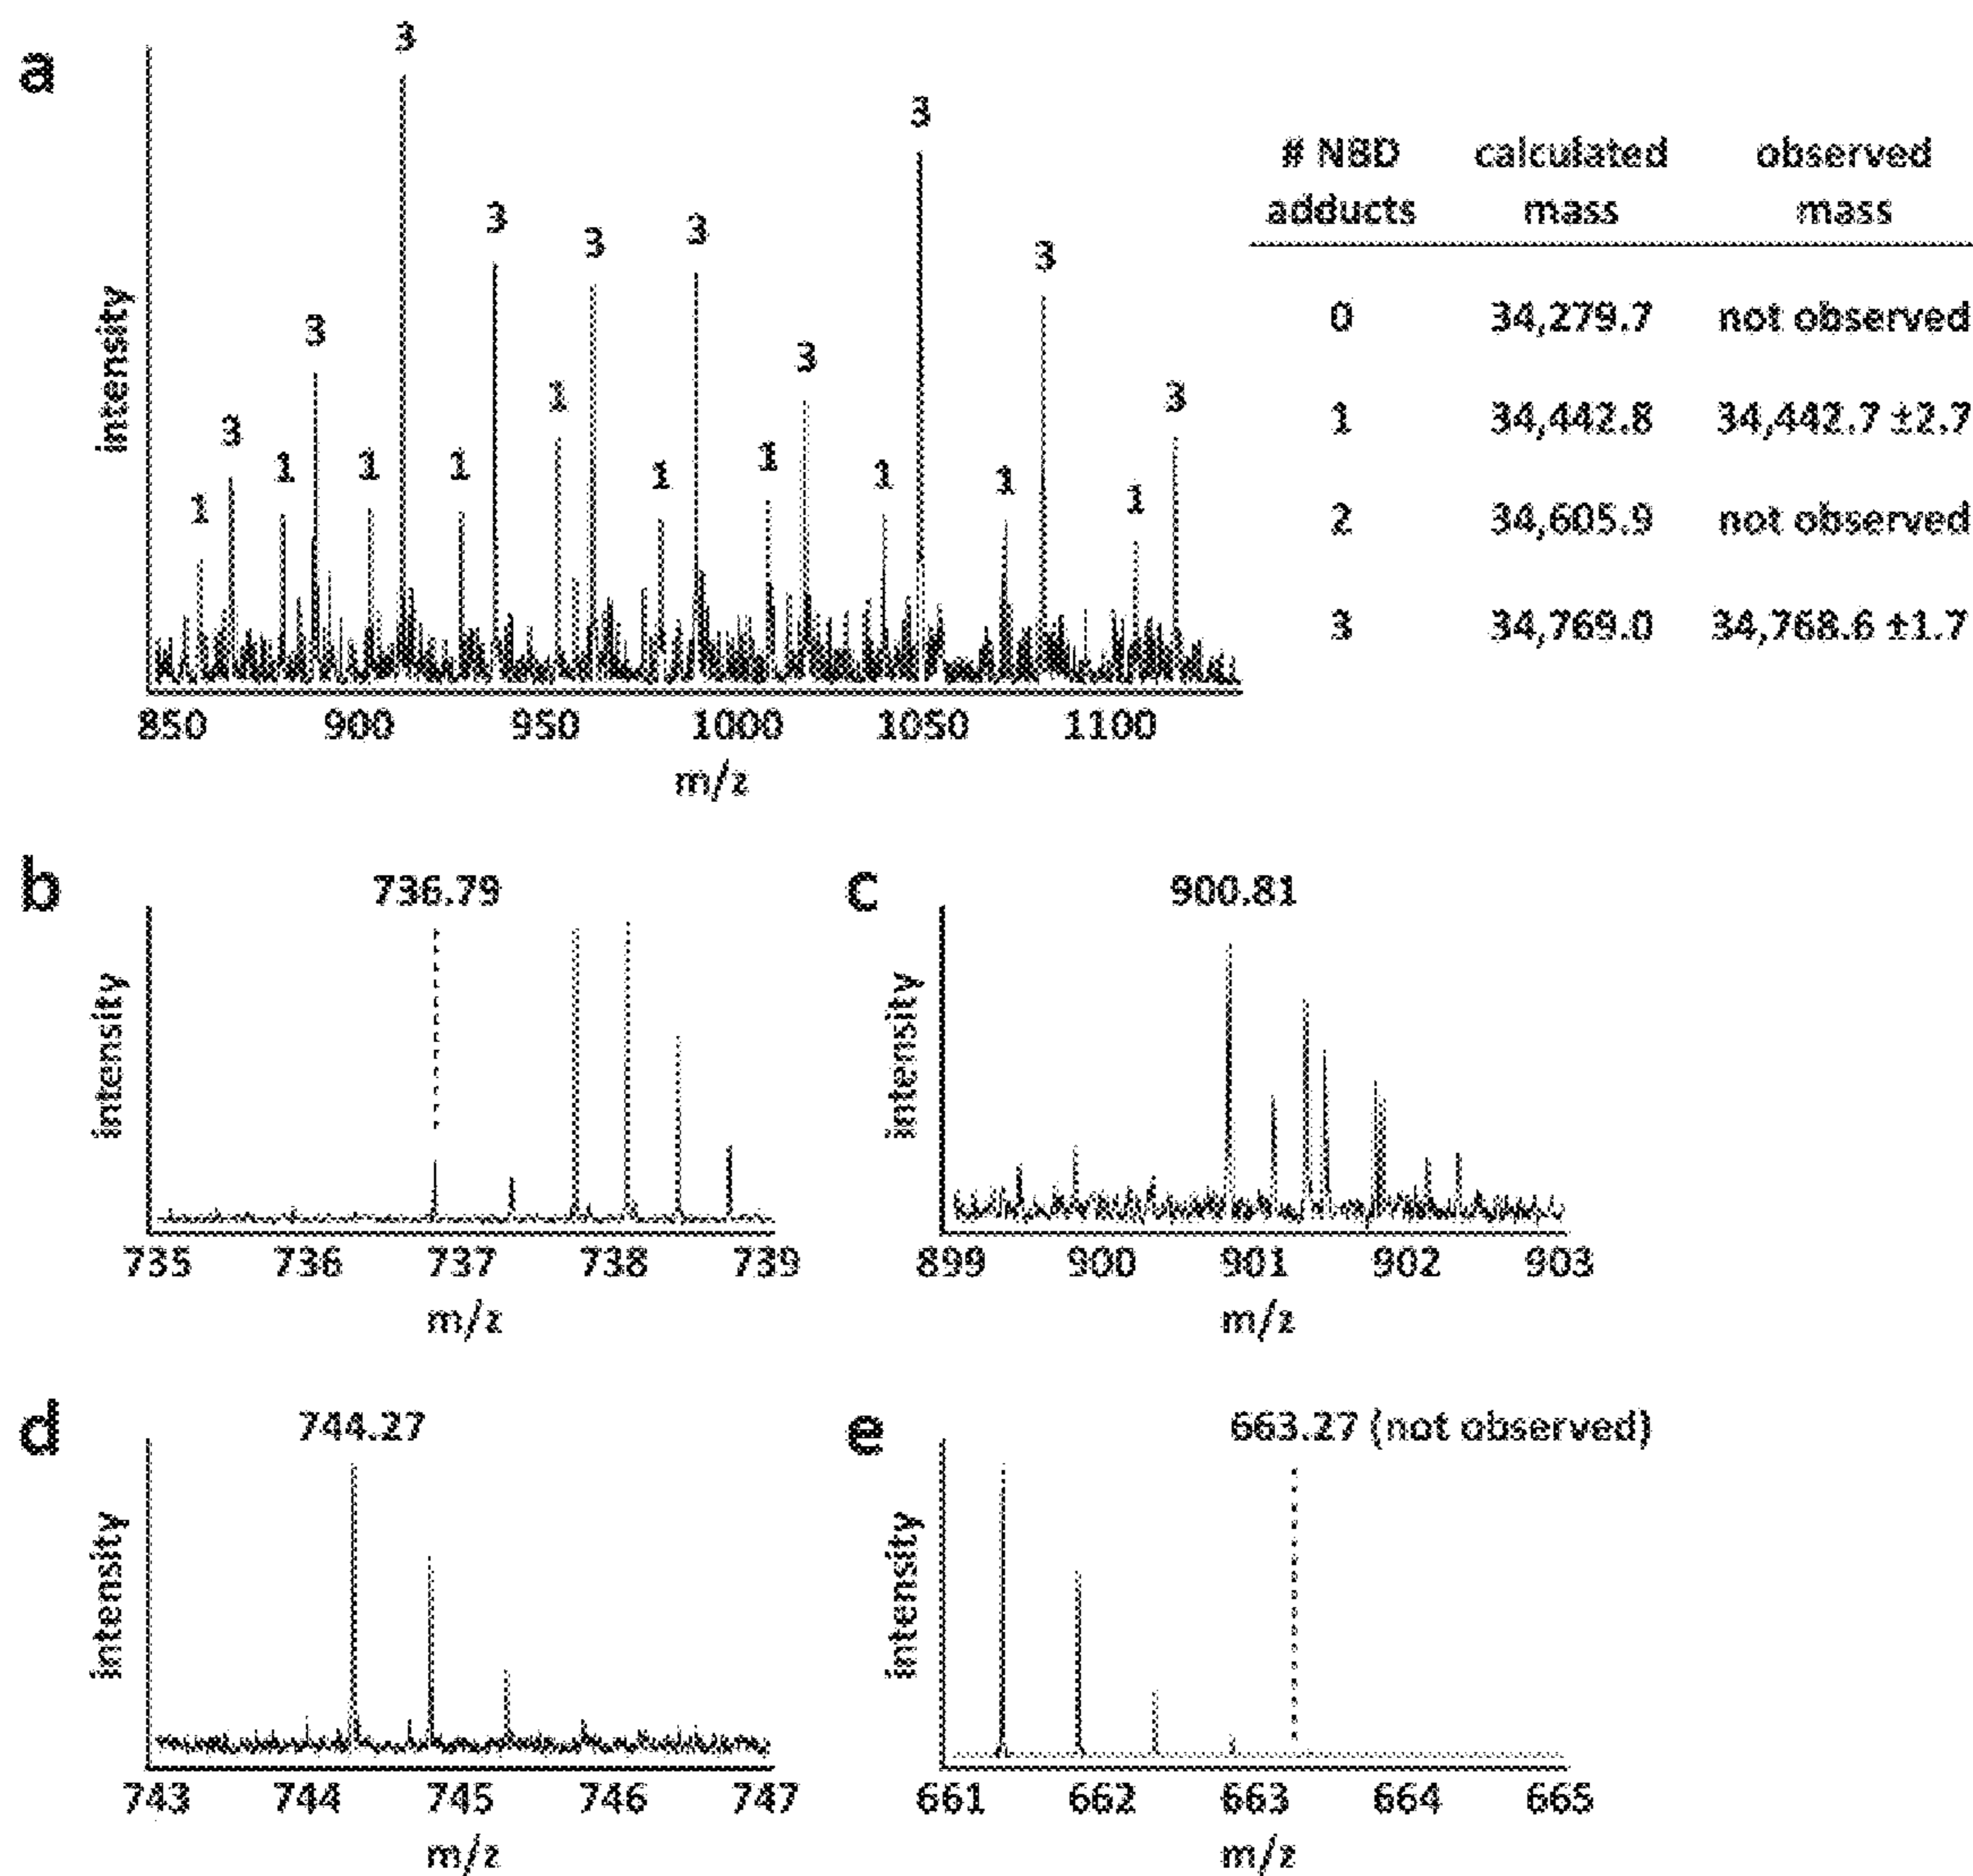 a
3
3
3
3
3
3
3
3
3
1
1
1
1
1
1
1
1
1
1
intensity
850 900 950 1000 1050 1100
m/z
# NBD calculated observed
adducts mass mass
0 34,279.7 not observed
1 34,442.8 34,442.7 ±2.7
2 34,605.9 not observed
3 34,769.0 34,768.6 ±1.7
b
736.79
intensity
735 736 737 738 739
m/z
c
900.81
intensity
899 900 901 902 903
m/z
d
744.27
intensity
743 744 745 746 747
m/z
e
663.27 (not observed)
intensity
661 662 663 664 665
m/z